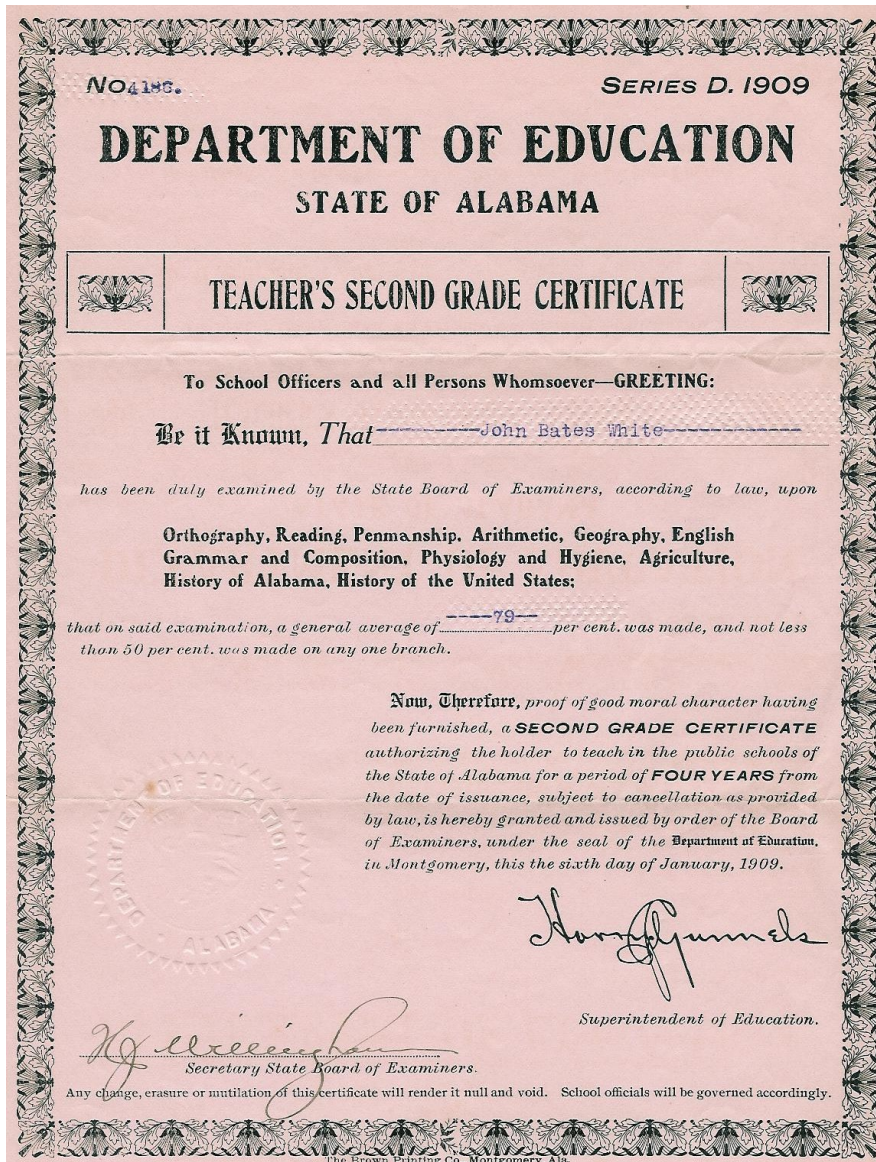 No 4186.
SERIES D. 1909
DEPARTMENT OF EDUCATION
STATE OF ALABAMA
TEACHER'S SECOND GRADE CERTIFICATE
To School Officers and all Persons Whomsoever—GREETING:
Be it Known, That ----------John Bates White-------------
has been duly examined by the State Board of Examiners, according to law, upon
Orthography, Reading, Penmanship, Arithmetic, Geography, English
Grammar and Composition, Physiology and Hygiene, Agriculture,
History of Alabama, History of the United States;
that on said examination, a general average of ----79-- per cent. was made, and not less
than 50 per cent. was made on any one branch.
Now, Therefore, proof of good moral character having
been furnished, a SECOND GRADE CERTIFICATE
authorizing the holder to teach in the public schools of
the State of Alabama for a period of FOUR YEARS from
the date of issuance, subject to cancellation as provided
by law, is hereby granted and issued by order of the Board
of Examiners, under the seal of the Department of Education,
in Montgomery, this the sixth day of January, 1909.
DEPARTMENT OF EDUCATION
ALABAMA
Harry Gunnels
Superintendent of Education.
H J Willingham
Secretary State Board of Examiners.
Any change, erasure or mutilation of this certificate will render it null and void. School officials will be governed accordingly.
The Brown Printing Co. Montgomery, Ala.